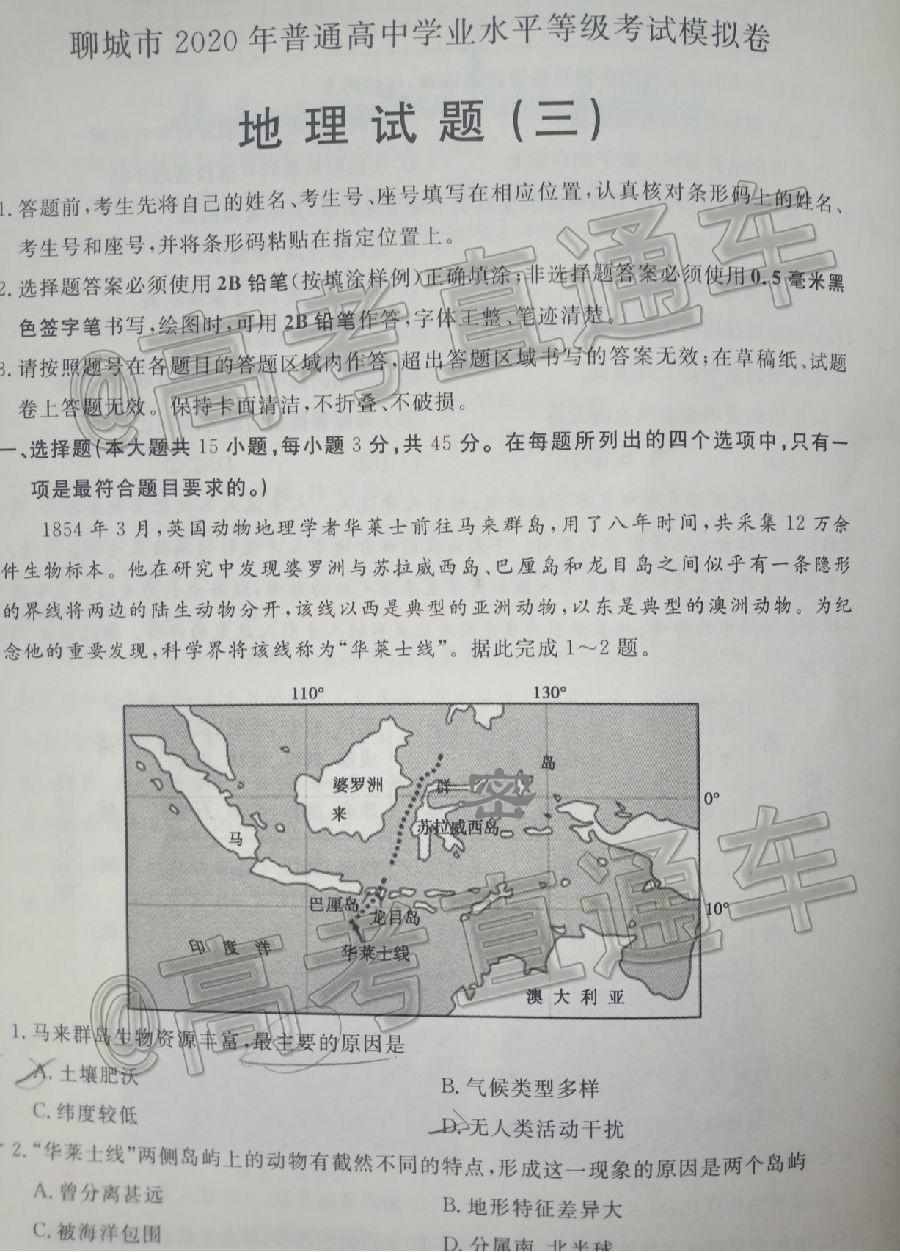 聊城市 2020 年普通高中学业水平等级考试模拟卷
地理试题(三)
1.答题前,考生先将自己的姓名、考生号、座号填写在相应位置,认真核对条形码上的姓名、
考生号和座号,并将条形码粘贴在指定位置上。
2.选择题答案必须使用 2B 铅笔(按填涂样例)正确填涂;非选择题答案必须使用 0.5 毫米黑
色签字笔书写,绘图时,可用 2B 铅笔作答,字体工整、笔迹清楚。
3.请按照题号在各题目的答题区域内作答,超出答题区域书写的答案无效;在草稿纸、试题
卷上答题无效。保持卡面清洁,不折叠、不破损。
@高考直通车
一、选择题(本大题共 15 小题,每小题 3 分,共 45 分。在每题所列出的四个选项中,只有一
项是最符合题目要求的。)
1854 年 3 月,英国动物地理学者华莱士前往马来群岛,用了八年时间,共采集 12 万余
件生物标本。他在研究中发现婆罗洲与苏拉威西岛、巴厘岛和龙目岛之间似乎有一条隐形
的界线将两边的陆生动物分开,该线以西是典型的亚洲动物,以东是典型的澳洲动物。为纪
念他的重要发现,科学界将该线称为“华莱士线”。据此完成 1～2 题。
110° 130°
岛
婆罗洲 群 密
0°
来
苏拉威西岛
马
巴厘岛
龙目岛
10°
印度洋
华莱士线
澳大利亚
@高考直通车
1.马来群岛生物资源丰富,最主要的原因是
A.土壤肥沃 B.气候类型多样
C.纬度较低 D.无人类活动干扰
2.“华莱士线”两侧岛屿上的动物有截然不同的特点,形成这一现象的原因是两个岛屿
A.曾分离甚远 B.地形特征差异大
C.被海洋包围 D.分属南、北半球